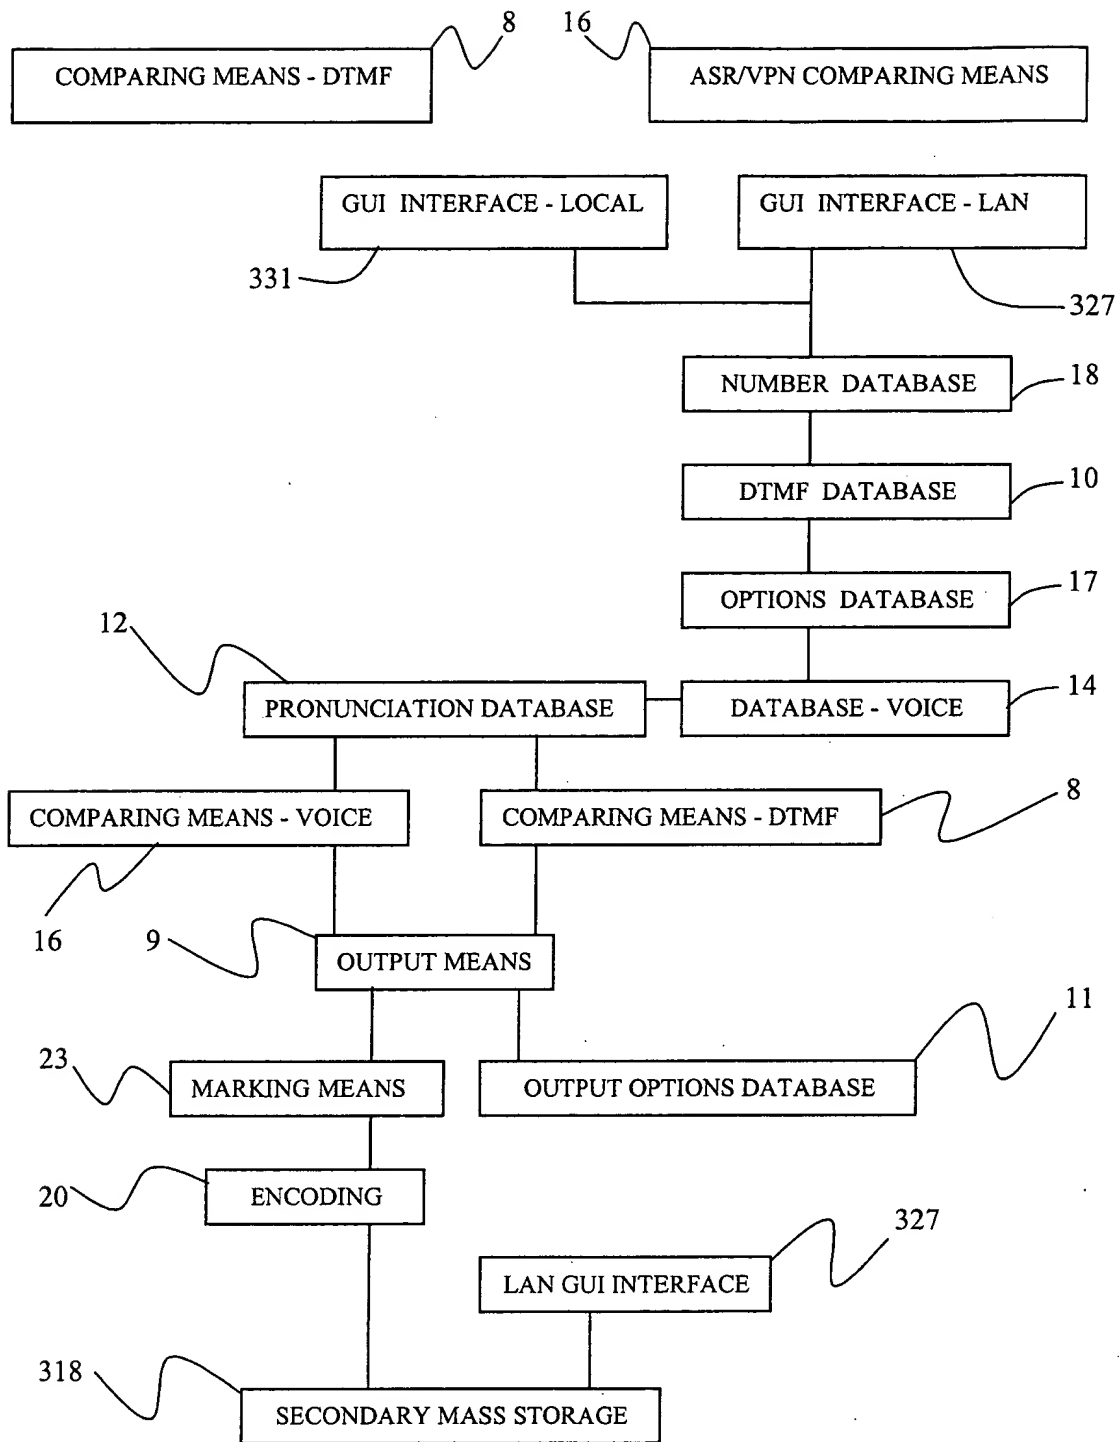 8
16
COMPARING MEANS - DTMF
ASR/VPN COMPARING MEANS
GUI INTERFACE - LOCAL
GUI INTERFACE - LAN
331
327
NUMBER DATABASE
18
DTMF DATABASE
10
OPTIONS DATABASE
17
12
PRONUNCIATION DATABASE
DATABASE - VOICE
14
COMPARING MEANS - VOICE
COMPARING MEANS - DTMF
8
16
9
OUTPUT MEANS
11
23
MARKING MEANS
OUTPUT OPTIONS DATABASE
20
ENCODING
327
LAN GUI INTERFACE
318
SECONDARY MASS STORAGE